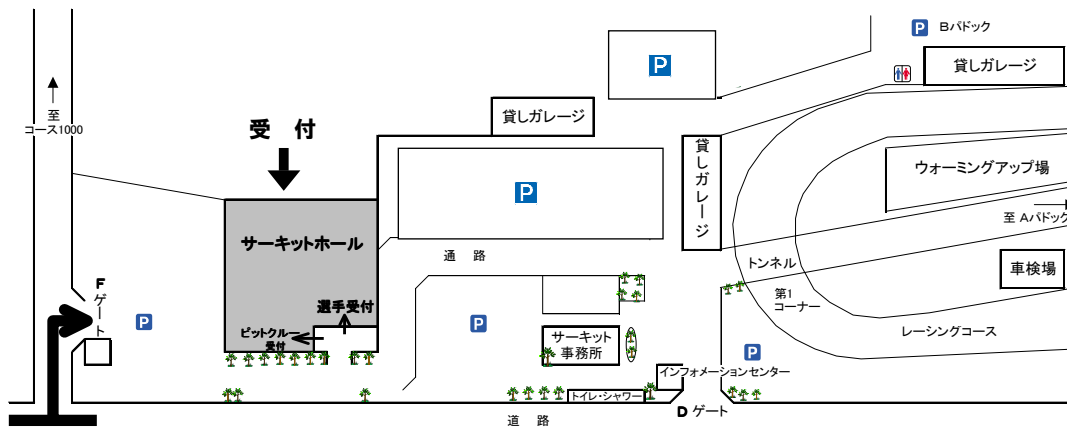 P Bパドック
貸しガレージ
P
至
コース1000
受 付
貸しガレージ
貸しガレージ
ウォーミングアップ場
至 Aパドック
P
サーキットホール
通 路
トンネル
車検場
Fゲート
P
選手受付
ピットクルー
受付
P
サーキット
事務所
第1
コーナー
レーシングコース
P
インフォメーションセンター
トイレ・シャワー
D ゲート
道 路